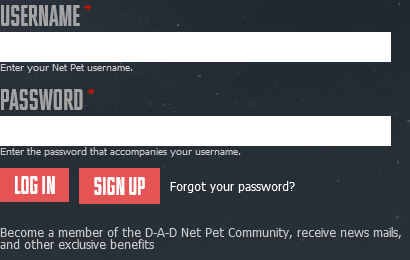 USERNAME *
Enter your Net Pet username.
PASSWORD *
Enter the password that accompanies your username.
LOG IN SIGN UP Forgot your password?
Become a member of the D-A-D Net Pet Community, receive news mails,
and other exclusive benefits